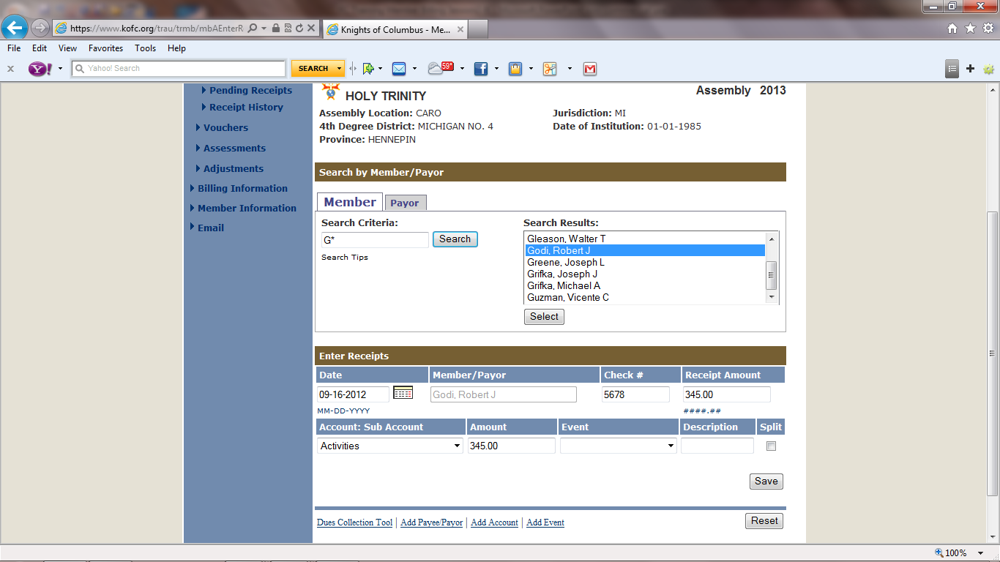 https://www.kofc.org/trau/trmb/mbAEnterR
Knights of Columbus - Me...
File Edit View Favorites Tools Help
x Y! Yahoo! Search SEARCH 59°
Pending Receipts
Receipt History
Vouchers
Assessments
Adjustments
Billing Information
Member Information
Email
HOLY TRINITY Assembly 2013
Assembly Location: CARO Jurisdiction: MI
4th Degree District: MICHIGAN NO. 4 Date of Institution: 01-01-1985
Province: HENNEPIN
Search by Member/Payor
Member Payor
Search Criteria: Search Results:
G* Search
Search Tips
Gleason, Walter T
Godi, Robert J
Greene, Joseph L
Grifka, Joseph J
Grifka, Michael A
Guzman, Vicente C
Select
Enter Receipts
Date Member/Payor Check # Receipt Amount
09-16-2012 Godi, Robert J 5678 345.00
MM-DD-YYYY ####.##
Account: Sub Account Amount Event Description Split
Activities 345.00
Save
Dues Collection Tool | Add Payee/Payor | Add Account | Add Event Reset
100%